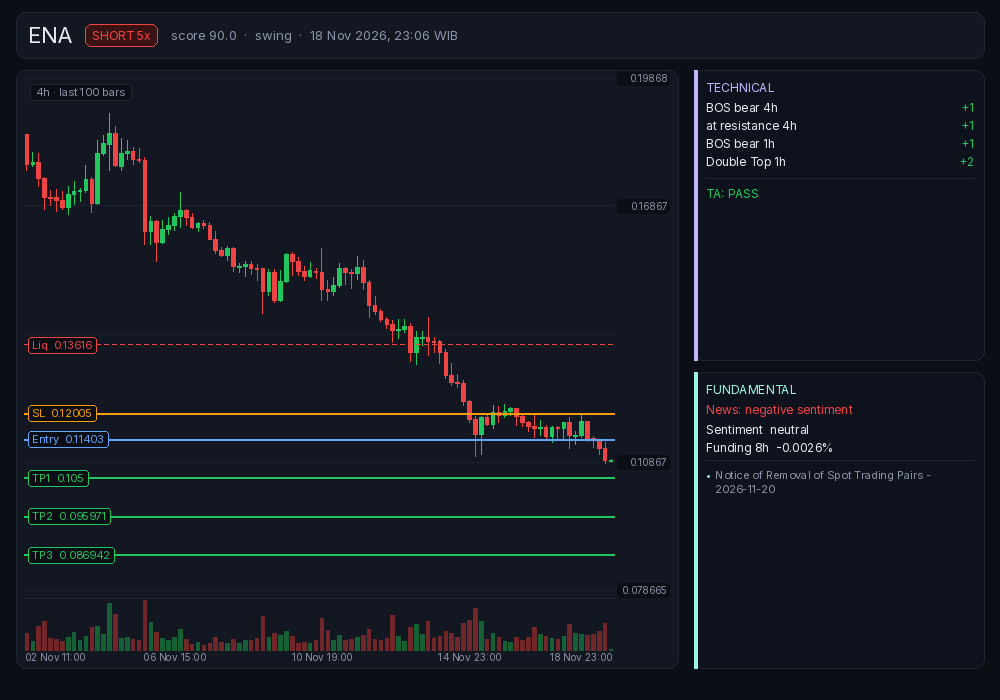 ENA SHORT 5x score 90.0 · swing · 18 Nov 2026, 23:06 WIB
4h · last 100 bars
0.19868
0.16867
Liq 0.13616
SL 0.12005
Entry 0.11403
0.10867
TP1 0.105
TP2 0.095971
TP3 0.086942
0.078665
02 Nov 11:00 06 Nov 15:00 10 Nov 19:00 14 Nov 23:00 18 Nov 23:00
TECHNICAL
BOS bear 4h +1
at resistance 4h +1
BOS bear 1h +1
Double Top 1h +2
TA: PASS
FUNDAMENTAL
News: negative sentiment
Sentiment neutral
Funding 8h -0.0026%
• Notice of Removal of Spot Trading Pairs -
2026-11-20